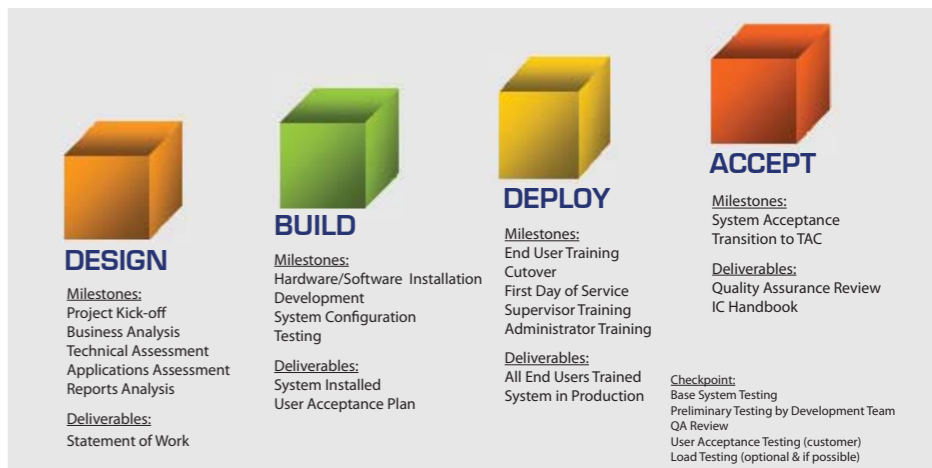 DESIGN
Milestones:
Project Kick-off
Business Analysis
Technical Assessment
Applications Assessment
Reports Analysis
Deliverables:
Statement of Work
BUILD
Milestones:
Hardware/Software Installation
Development
System Configuration
Testing
Deliverables:
System Installed
User Acceptance Plan
DEPLOY
Milestones:
End User Training
Cutover
First Day of Service
Supervisor Training
Administrator Training
Deliverables:
All End Users Trained
System in Production
ACCEPT
Milestones:
System Acceptance
Transition to TAC
Deliverables:
Quality Assurance Review
IC Handbook
Checkpoint:
Base System Testing
Preliminary Testing by Development Team
QA Review
User Acceptance Testing (customer)
Load Testing (optional & if possible)